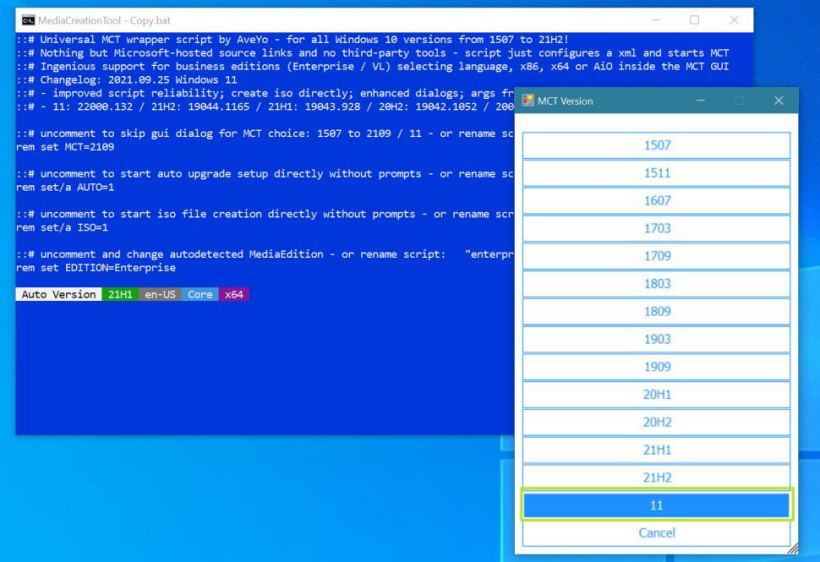 MediaCreationTool - Copy.bat
::# Universal MCT wrapper script by AveYo - for all Windows 10 versions from 1507 to 21H2!
::# Nothing but Microsoft-hosted source links and no third-party tools - script just configures a xml and starts MCT
::# Ingenious support for business editions (Enterprise / VL) selecting language, x86, x64 or AiO inside the MCT GUI
::# Changelog: 2021.09.25 Windows 11
::# - improved script reliability; create iso directly; enhanced dialogs; args fr
::# - 11: 22000.132 / 21H2: 19044.1165 / 21H1: 19043.928 / 20H2: 19042.1052 / 200
::# uncomment to skip gui dialog for MCT choice: 1507 to 2109 / 11 - or rename sc
rem set MCT=2109
::# uncomment to start auto upgrade setup directly without prompts - or rename sc
rem set/a AUTO=1
::# uncomment to start iso file creation directly without prompts - or rename scr
rem set/a ISO=1
::# uncomment and change autodetected MediaEdition - or rename script: "enterpr
rem set EDITION=Enterprise
Auto Version 21H1 en-US Core x64
MCT Version
1507
1511
1607
1703
1709
1803
1809
1903
1909
20H1
20H2
21H1
21H2
11
Cancel